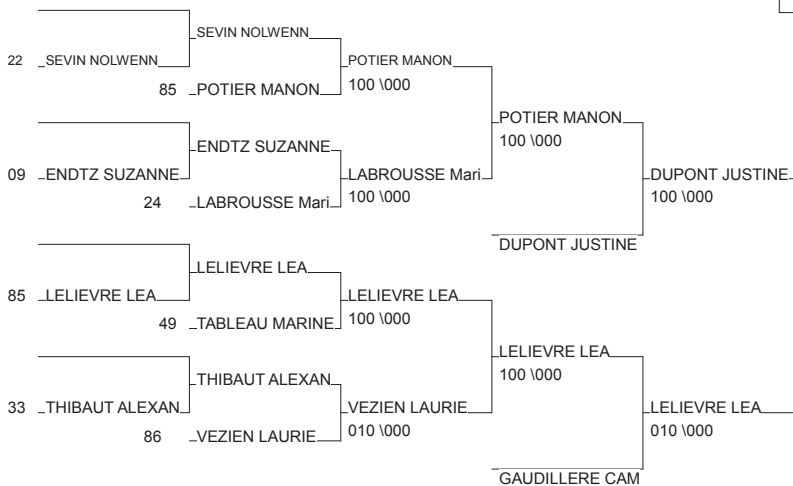 SEVIN NOLWENN
22 SEVIN NOLWENN POTIER MANON
85 POTIER MANON 100 \000
POTIER MANON
100 \000
ENDTZ SUZANNE
09 ENDTZ SUZANNE LABROUSSE Mari DUPONT JUSTINE
24 LABROUSSE Mari 100 \000 100 \000
DUPONT JUSTINE
LELIEVRE LEA
85 LELIEVRE LEA LELIEVRE LEA
49 TABLEAU MARINE 100 \000
LELIEVRE LEA
100 \000
THIBAUT ALEXAN
33 THIBAUT ALEXAN VEZIEN LAURIE LELIEVRE LEA
86 VEZIEN LAURIE 010 \000 010 \000
GAUDILLERE CAM